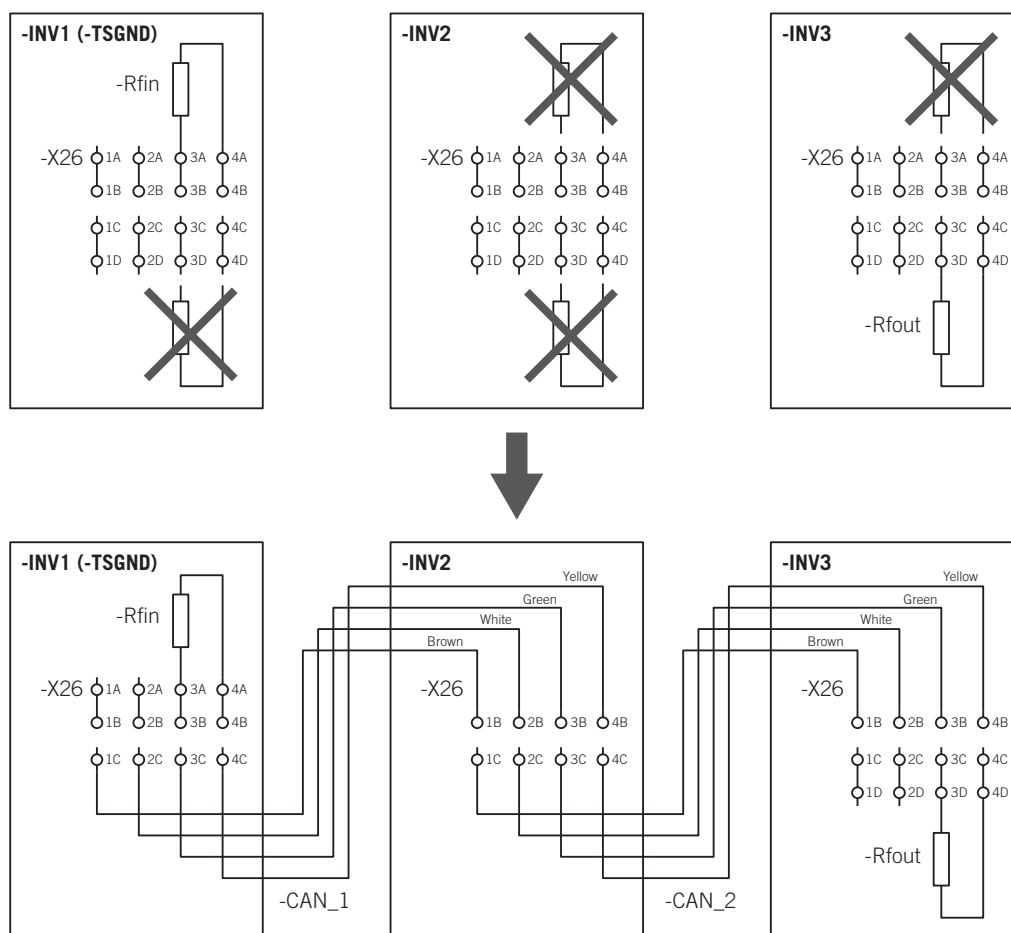 -INV1 (-TSGND)
-Rfin
-X26 1A 2A 3A 4A
1B 2B 3B 4B
1C 2C 3C 4C
1D 2D 3D 4D
-INV2
-X26 1A 2A 3A 4A
1B 2B 3B 4B
1C 2C 3C 4C
1D 2D 3D 4D
-INV3
-X26 1A 2A 3A 4A
1B 2B 3B 4B
1C 2C 3C 4C
1D 2D 3D 4D
-Rfout
-INV1 (-TSGND)
-Rfin
-X26 1A 2A 3A 4A
1B 2B 3B 4B
1C 2C 3C 4C
-CAN_1
-INV2
Yellow
Green
White
Brown
-X26
1B 2B 3B 4B
1C 2C 3C 4C
-CAN_2
-INV3
Yellow
Green
White
Brown
-X26
1B 2B 3B 4B
1C 2C 3C 4C
1D 2D 3D 4D
-Rfout